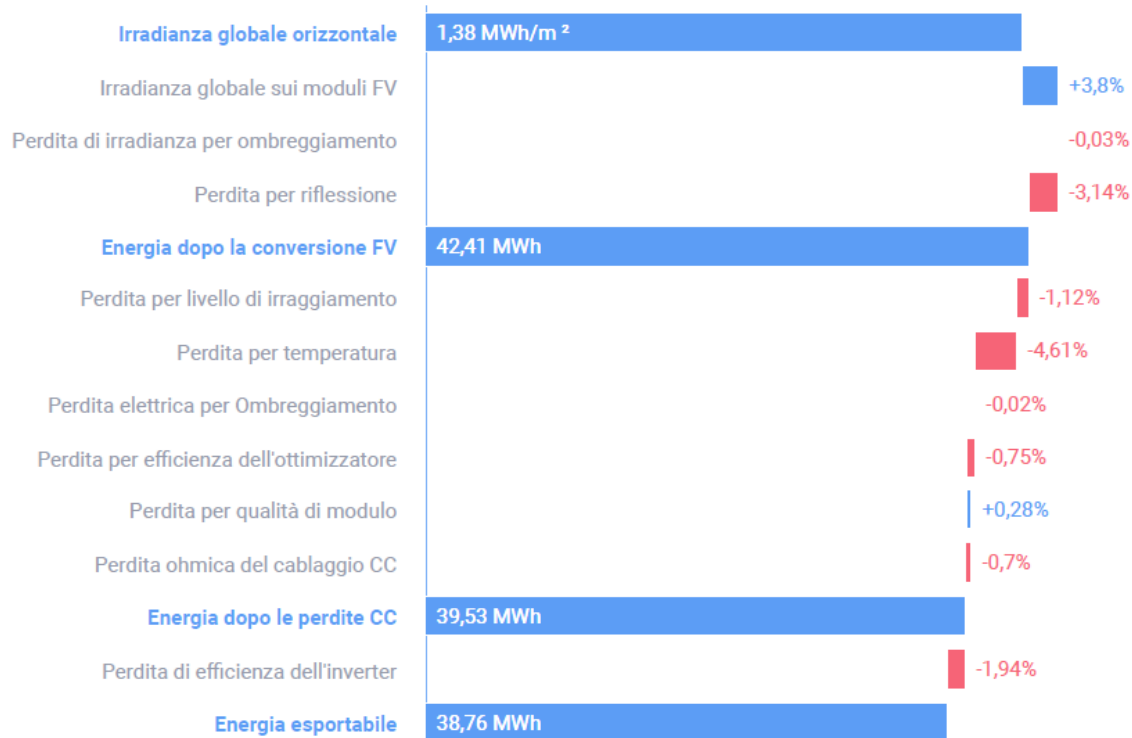 Irradianza globale orizzontale 1,38 MWh/m ²
Irradianza globale sui moduli FV +3,8%
Perdita di irradianza per ombreggiamento -0,03%
Perdita per riflessione -3,14%
Energia dopo la conversione FV 42,41 MWh
Perdita per livello di irraggiamento -1,12%
Perdita per temperatura -4,61%
Perdita elettrica per Ombreggiamento -0,02%
Perdita per efficienza dell'ottimizzatore -0,75%
Perdita per qualità di modulo +0,28%
Perdita ohmica del cablaggio CC -0,7%
Energia dopo le perdite CC 39,53 MWh
Perdita di efficienza dell'inverter -1,94%
Energia esportabile 38,76 MWh